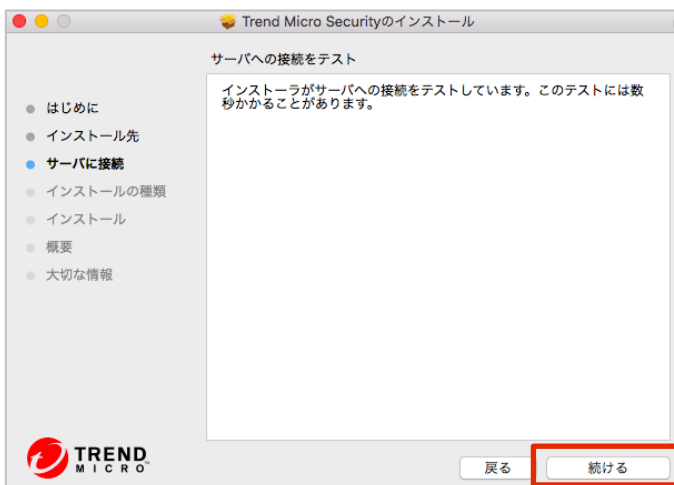 Trend Micro Securityのインストール
サーバへの接続をテスト
インストーラがサーバへの接続をテストしています。このテストには数
秒かかることがあります。
はじめに
インストール先
サーバに接続
インストールの種類
インストール
概要
大切な情報
TREND
MICRO
戻る
続ける